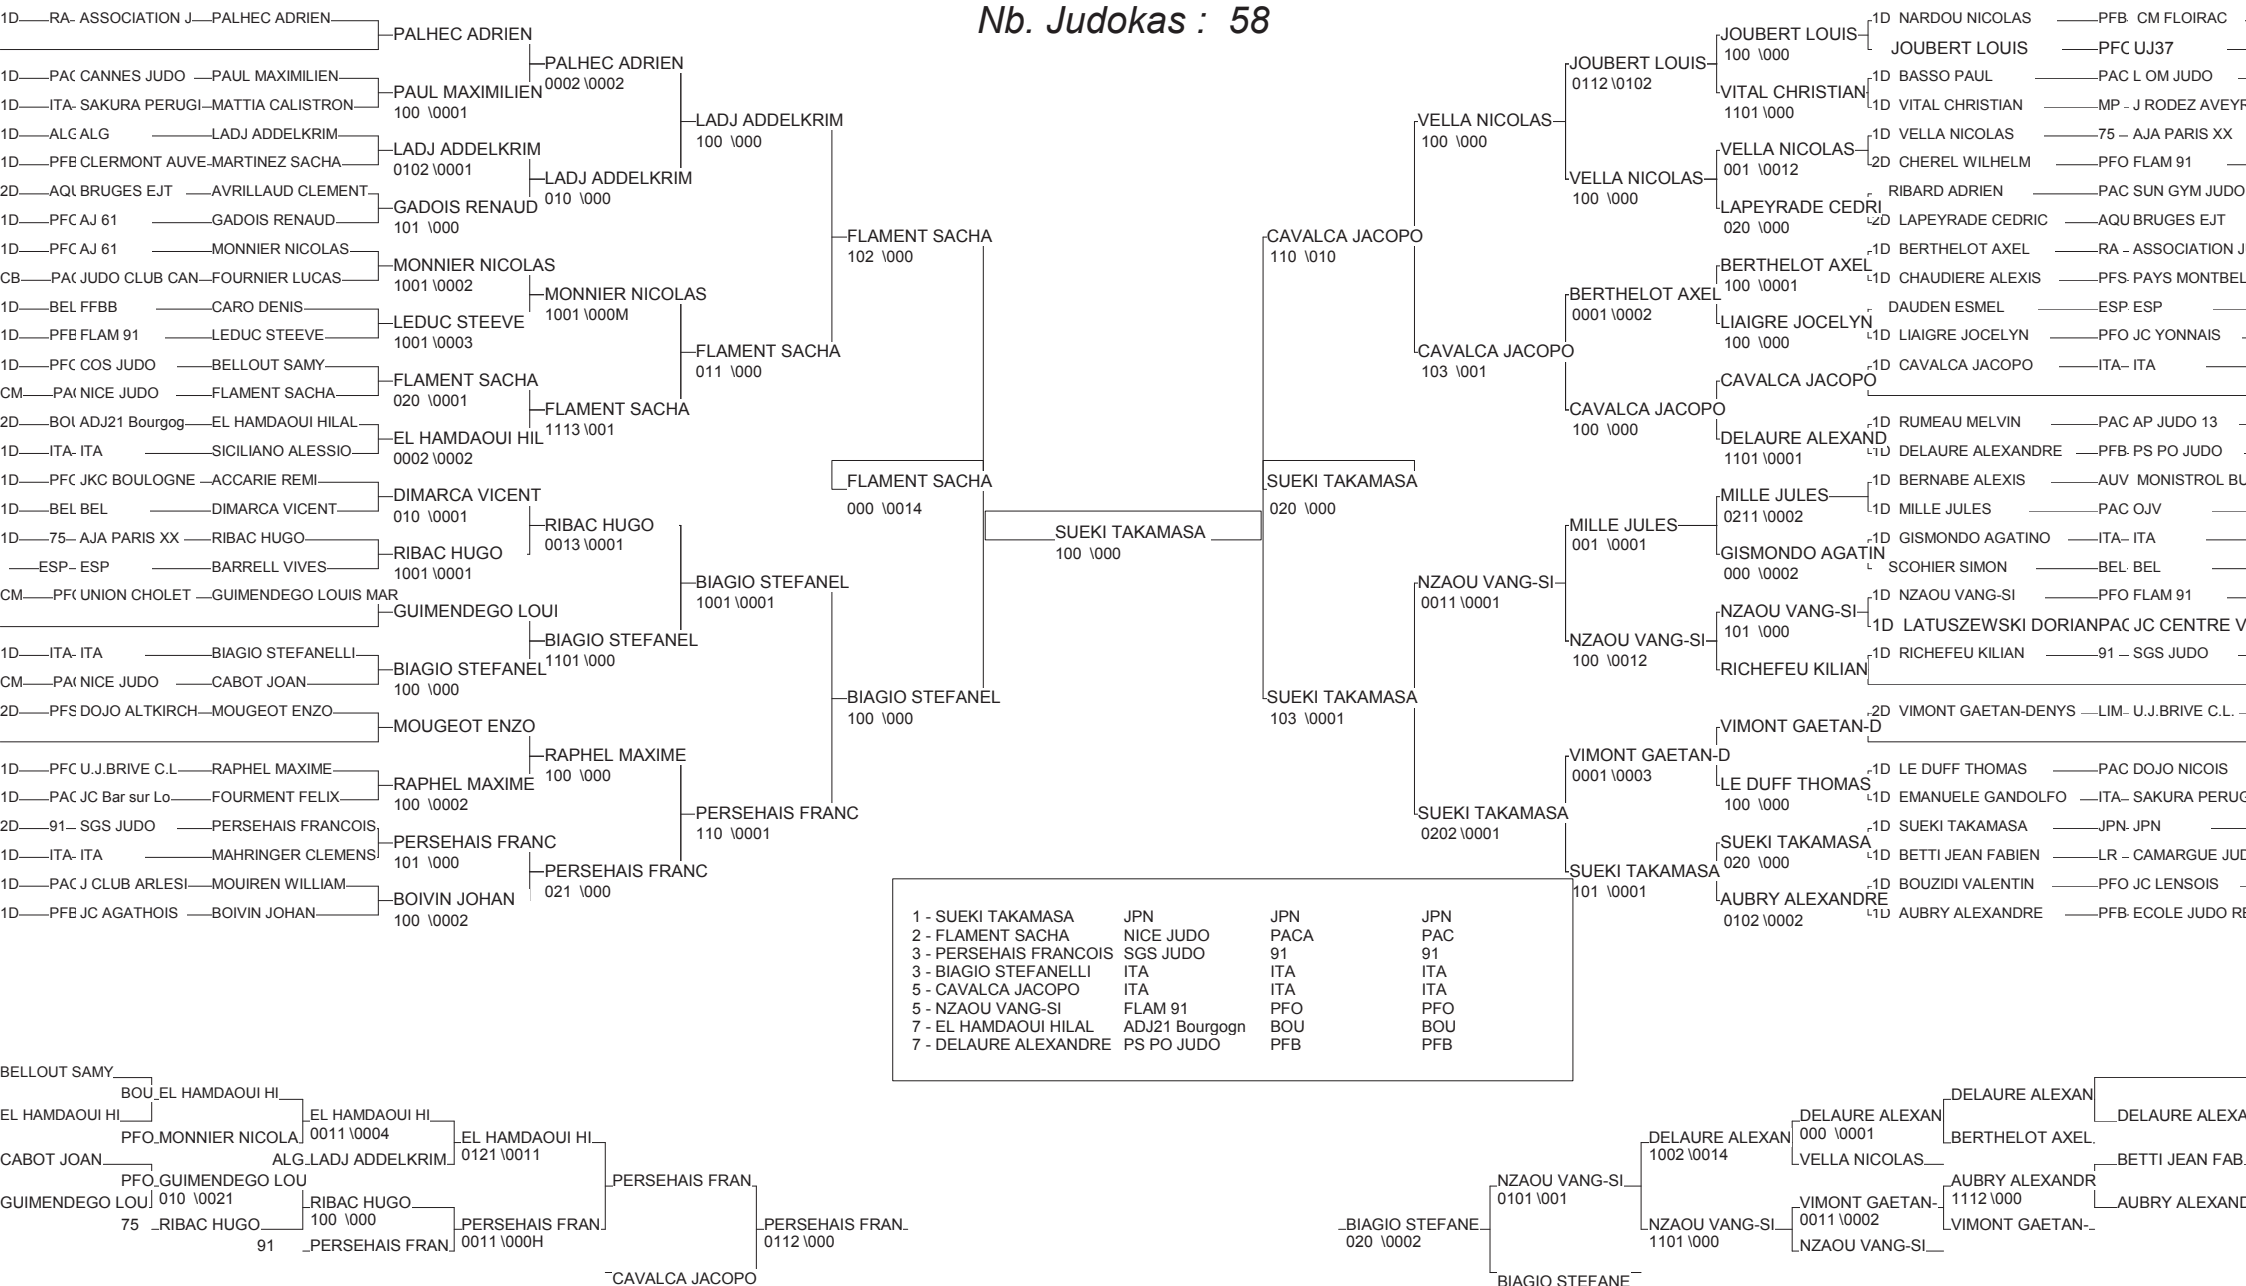 Nb. Judokas : 58
1D RA ASSOCIATION J PALHEC ADRIEN
1D PAC CANNES JUDO PAUL MAXIMILIEN
1D ITA SAKURA PERUGI MATTIA CALISTRON
1D ALG ALG LADJ ADDELKRIM
1D PFB CLERMONT AUVE MARTINEZ SACHA
2D AQU BRUGES EJT AVRILLAUD CLEMENT
1D PFC AJ 61 GADOIS RENAUD
1D PFC AJ 61 MONNIER NICOLAS
CB PAC JUDO CLUB CAN FOURNIER LUCAS
1D BEL FFBB CARO DENIS
1D PFB FLAM 91 LEDUC STEEVE
1D PFC COS JUDO BELLOUT SAMY
CM PA NICE JUDO FLAMENT SACHA
2D BOU ADJ21 Bourgog EL HAMDAOUI HILAL
1D ITA ITA SICILIANO ALESSIO
1D PFC JKC BOULOGNE ACCARIE REMI
1D BEL BEL DIMARCA VICENT
1D 75 AJA PARIS XX RIBAC HUGO
ESP ESP BARRELL VIVES
CM PF UNION CHOLET GUIMENDEGO LOUIS MAR
1D ITA ITA BIAGIO STEFANELLI
CM PA NICE JUDO CABOT JOAN
2D PFS DOJO ALTKIRCH MOUGEOT ENZO
1D PFC U.J.BRIVE C.L RAPHEL MAXIME
1D PAC JC Bar sur Lo FOURMENT FELIX
2D 91 SGS JUDO PERSEHAIS FRANCOIS
1D ITA ITA MAHRINGER CLEMENS
1D PAC J CLUB ARLESI MOUIREN WILLIAM
1D PFB JC AGATHOIS BOIVIN JOHAN
PALHEC ADRIEN
PAUL MAXIMILIEN
100 \0001
LADJ ADDELKRIM
0102 \0001
GADOIS RENAUD
101 \000
MONNIER NICOLAS
1001 \0002
LEDUC STEEVE
1001 \0003
FLAMENT SACHA
020 \0001
EL HAMDAOUI HIL
0002 \0002
DIMARCA VICENT
010 \0001
RIBAC HUGO
1001 \0001
GUIMENDEGO LOUI
BIAGIO STEFANEL
100 \000
MOUGEOT ENZO
RAPHEL MAXIME
100 \0002
PERSEHAIS FRANC
101 \000
BOIVIN JOHAN
100 \0002
PALHEC ADRIEN
0002 \0002
LADJ ADDELKRIM
010 \000
MONNIER NICOLAS
1001 \000M
FLAMENT SACHA
1113 \001
RIBAC HUGO
0013 \0001
BIAGIO STEFANEL
1101 \000
RAPHEL MAXIME
100 \000
PERSEHAIS FRANC
021 \000
LADJ ADDELKRIM
100 \000
FLAMENT SACHA
011 \000
BIAGIO STEFANEL
1001 \0001
PERSEHAIS FRANC
110 \0001
FLAMENT SACHA
102 \000
FLAMENT SACHA
000 \0014
BIAGIO STEFANEL
100 \000
SUEKI TAKAMASA
100 \000
CAVALCA JACOPO
110 \010
SUEKI TAKAMASA
020 \000
SUEKI TAKAMASA
103 \0001
VELLA NICOLAS
100 \000
CAVALCA JACOPO
103 \001
NZAOU VANG-SI
0011 \0001
SUEKI TAKAMASA
0202 \0001
JOUBERT LOUIS
0112 \0102
VELLA NICOLAS
100 \000
BERTHELOT AXEL
0001 \0002
CAVALCA JACOPO
100 \000
MILLE JULES
001 \0001
NZAOU VANG-SI
100 \0012
VIMONT GAETAN-D
0001 \0003
SUEKI TAKAMASA
101 \0001
JOUBERT LOUIS
100 \000
VITAL CHRISTIAN
1101 \000
VELLA NICOLAS
001 \0012
LAPEYRADE CEDRI
020 \000
BERTHELOT AXEL
100 \0001
LIAIGRE JOCELYN
100 \000
CAVALCA JACOPO
DELAURE ALEXAND
1101 \0001
MILLE JULES
0211 \0002
GISMONDO AGATIN
000 \0002
NZAOU VANG-SI
101 \000
RICHEFEU KILIAN
VIMONT GAETAN-D
LE DUFF THOMAS
100 \000
SUEKI TAKAMASA
020 \000
AUBRY ALEXANDRE
0102 \0002
1D NARDOU NICOLAS PFB CM FLOIRAC
JOUBERT LOUIS PFC UJ37
1D BASSO PAUL PAC L OM JUDO
1D VITAL CHRISTIAN MP J RODEZ AVEYR
1D VELLA NICOLAS 75 AJA PARIS XX
2D CHEREL WILHELM PFO FLAM 91
RIBARD ADRIEN PAC SUN GYM JUDO
2D LAPEYRADE CEDRIC AQU BRUGES EJT
1D BERTHELOT AXEL RA ASSOCIATION J
1D CHAUDIERE ALEXIS PFS PAYS MONTBEL
DAUDEN ESMEL ESP ESP
1D LIAIGRE JOCELYN PFO JC YONNAIS
1D CAVALCA JACOPO ITA ITA
1D RUMEAU MELVIN PAC AP JUDO 13
1D DELAURE ALEXANDRE PFB PS PO JUDO
1D BERNABE ALEXIS AUV MONISTROL BU
1D MILLE JULES PAC OJV
1D GISMONDO AGATINO ITA ITA
SCOHIER SIMON BEL BEL
1D NZAOU VANG-SI PFO FLAM 91
1D LATUSZEWSKI DORIAN PAC JC CENTRE V
1D RICHEFEU KILIAN 91 SGS JUDO
2D VIMONT GAETAN-DENYS LIM U.J.BRIVE C.L.
1D LE DUFF THOMAS PAC DOJO NICOIS
1D EMANUELE GANDOLFO ITA SAKURA PERUG
1D SUEKI TAKAMASA JPN JPN
1D BETTI JEAN FABIEN LR CAMARGUE JUD
1D BOUZIDI VALENTIN PFO JC LENSOIS
1D AUBRY ALEXANDRE PFB ECOLE JUDO RE
1 - SUEKI TAKAMASA JPN JPN JPN
2 - FLAMENT SACHA NICE JUDO PACA PAC
3 - PERSEHAIS FRANCOIS SGS JUDO 91 91
3 - BIAGIO STEFANELLI ITA ITA ITA
5 - CAVALCA JACOPO ITA ITA ITA
5 - NZAOU VANG-SI FLAM 91 PFO PFO
7 - EL HAMDAOUI HILAL ADJ21 Bourgogn BOU BOU
7 - DELAURE ALEXANDRE PS PO JUDO PFB PFB
BELLOUT SAMY
EL HAMDAOUI HI
CABOT JOAN
GUIMENDEGO LOU
BOU EL HAMDAOUI HI
PFO MONNIER NICOLA
PFO GUIMENDEGO LOU
010 \0021
75 RIBAC HUGO
EL HAMDAOUI HI
0011 \0004
ALG LADJ ADDELKRIM
RIBAC HUGO
100 \000
91 PERSEHAIS FRAN
EL HAMDAOUI HI
0121 \0011
PERSEHAIS FRAN
0011 \000H
PERSEHAIS FRAN
CAVALCA JACOPO
PERSEHAIS FRAN
0112 \000
BIAGIO STEFANE
020 \0002
NZAOU VANG-SI
0101 \001
BIAGIO STEFANE
DELAURE ALEXAN
1002 \0014
NZAOU VANG-SI
1101 \000
DELAURE ALEXAN
000 \0001
VELLA NICOLAS
VIMONT GAETAN-
0011 \0002
NZAOU VANG-SI
DELAURE ALEXAN
BERTHELOT AXEL
AUBRY ALEXANDR
1112 \000
VIMONT GAETAN-
DELAURE ALEXA
BETTI JEAN FAB
AUBRY ALEXAND